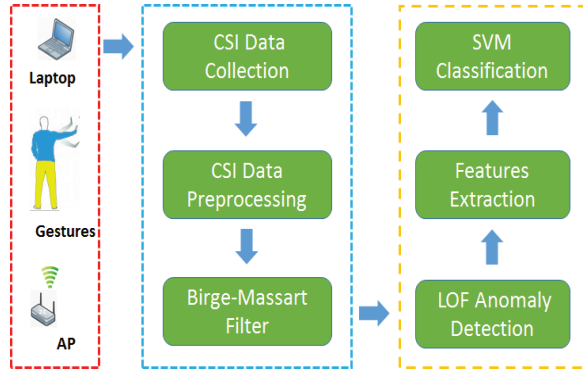 Laptop
Gestures
AP
CSI Data
Collection
CSI Data
Preprocessing
Birge-Massart
Filter
SVM
Classification
Features
Extraction
LOF Anomaly
Detection